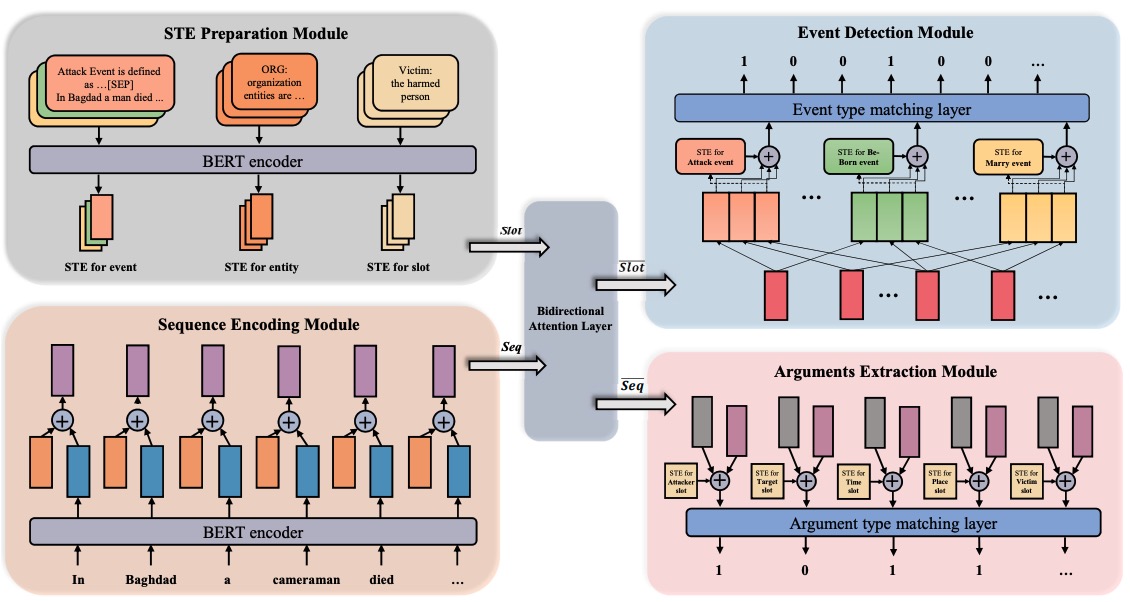 STE Preparation Module
Attack Event is defined
as …[SEP]
In Bagdad a man died ...
ORG:
organization
entities are …
Victim:
the harmed
person
BERT encoder
STE for event
STE for entity
STE for slot
Sequence Encoding Module
BERT encoder
In
Baghdad
a
cameraman
died
…
Slot
Seq
Bidirectional
Attention Layer
Slot
Seq
Event Detection Module
1 0 0 1 0 0 …
Event type matching layer
STE for
Attack event
STE for Be-
Born event
STE for
Marry event
...
...
...
...
Arguments Extraction Module
STE for
Attacker
slot
STE for
Target
slot
STE for
Time
slot
STE for
Place
slot
STE for
Victim
slot
Argument type matching layer
1 0 1 1 …